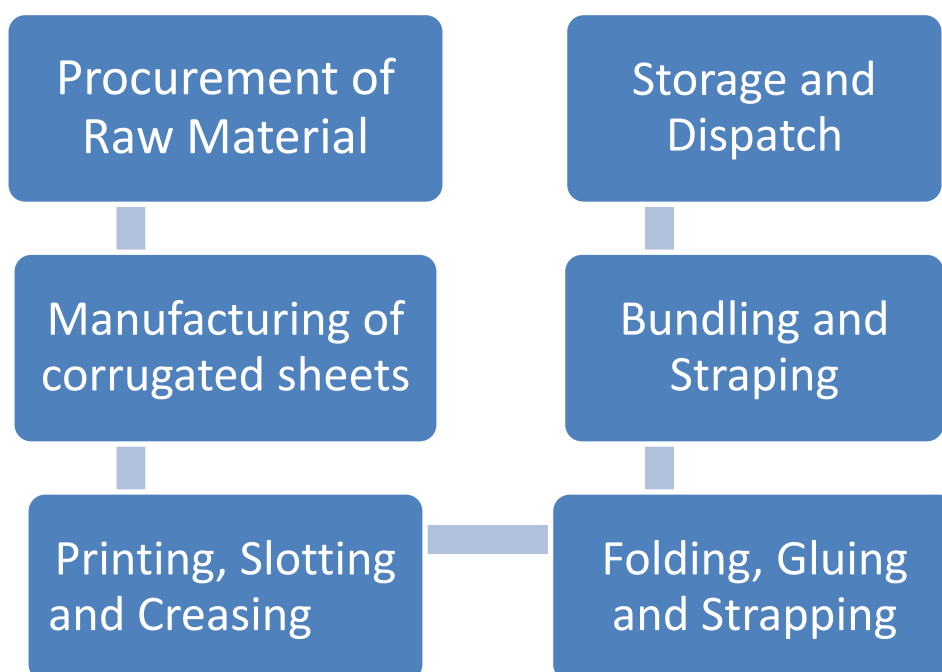 Procurement of
Raw Material
Manufacturing of
corrugated sheets
Printing, Slotting
and Creasing
Folding, Gluing
and Strapping
Bundling and
Straping
Storage and
Dispatch